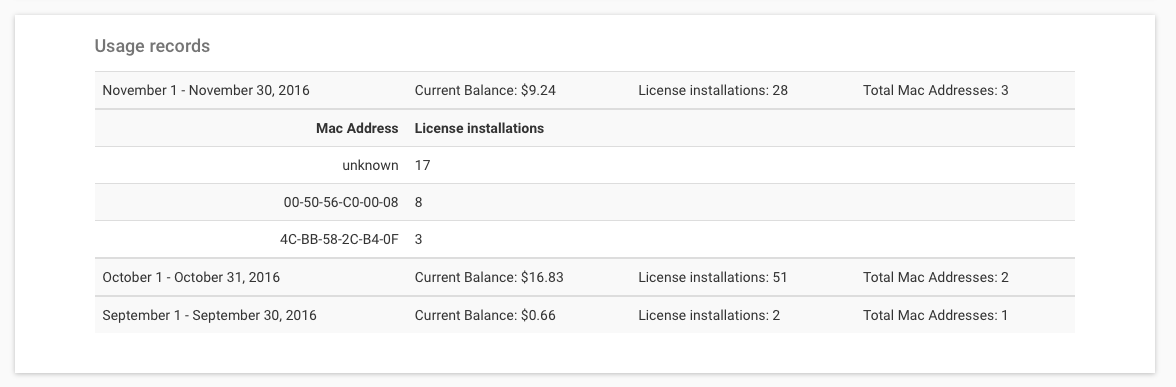 Usage records
November 1 - November 30, 2016 Current Balance: $9.24 License installations: 28 Total Mac Addresses: 3
Mac Address License installations
unknown 17
00-50-56-C0-00-08 8
4C-BB-58-2C-B4-0F 3
October 1 - October 31, 2016 Current Balance: $16.83 License installations: 51 Total Mac Addresses: 2
September 1 - September 30, 2016 Current Balance: $0.66 License installations: 2 Total Mac Addresses: 1